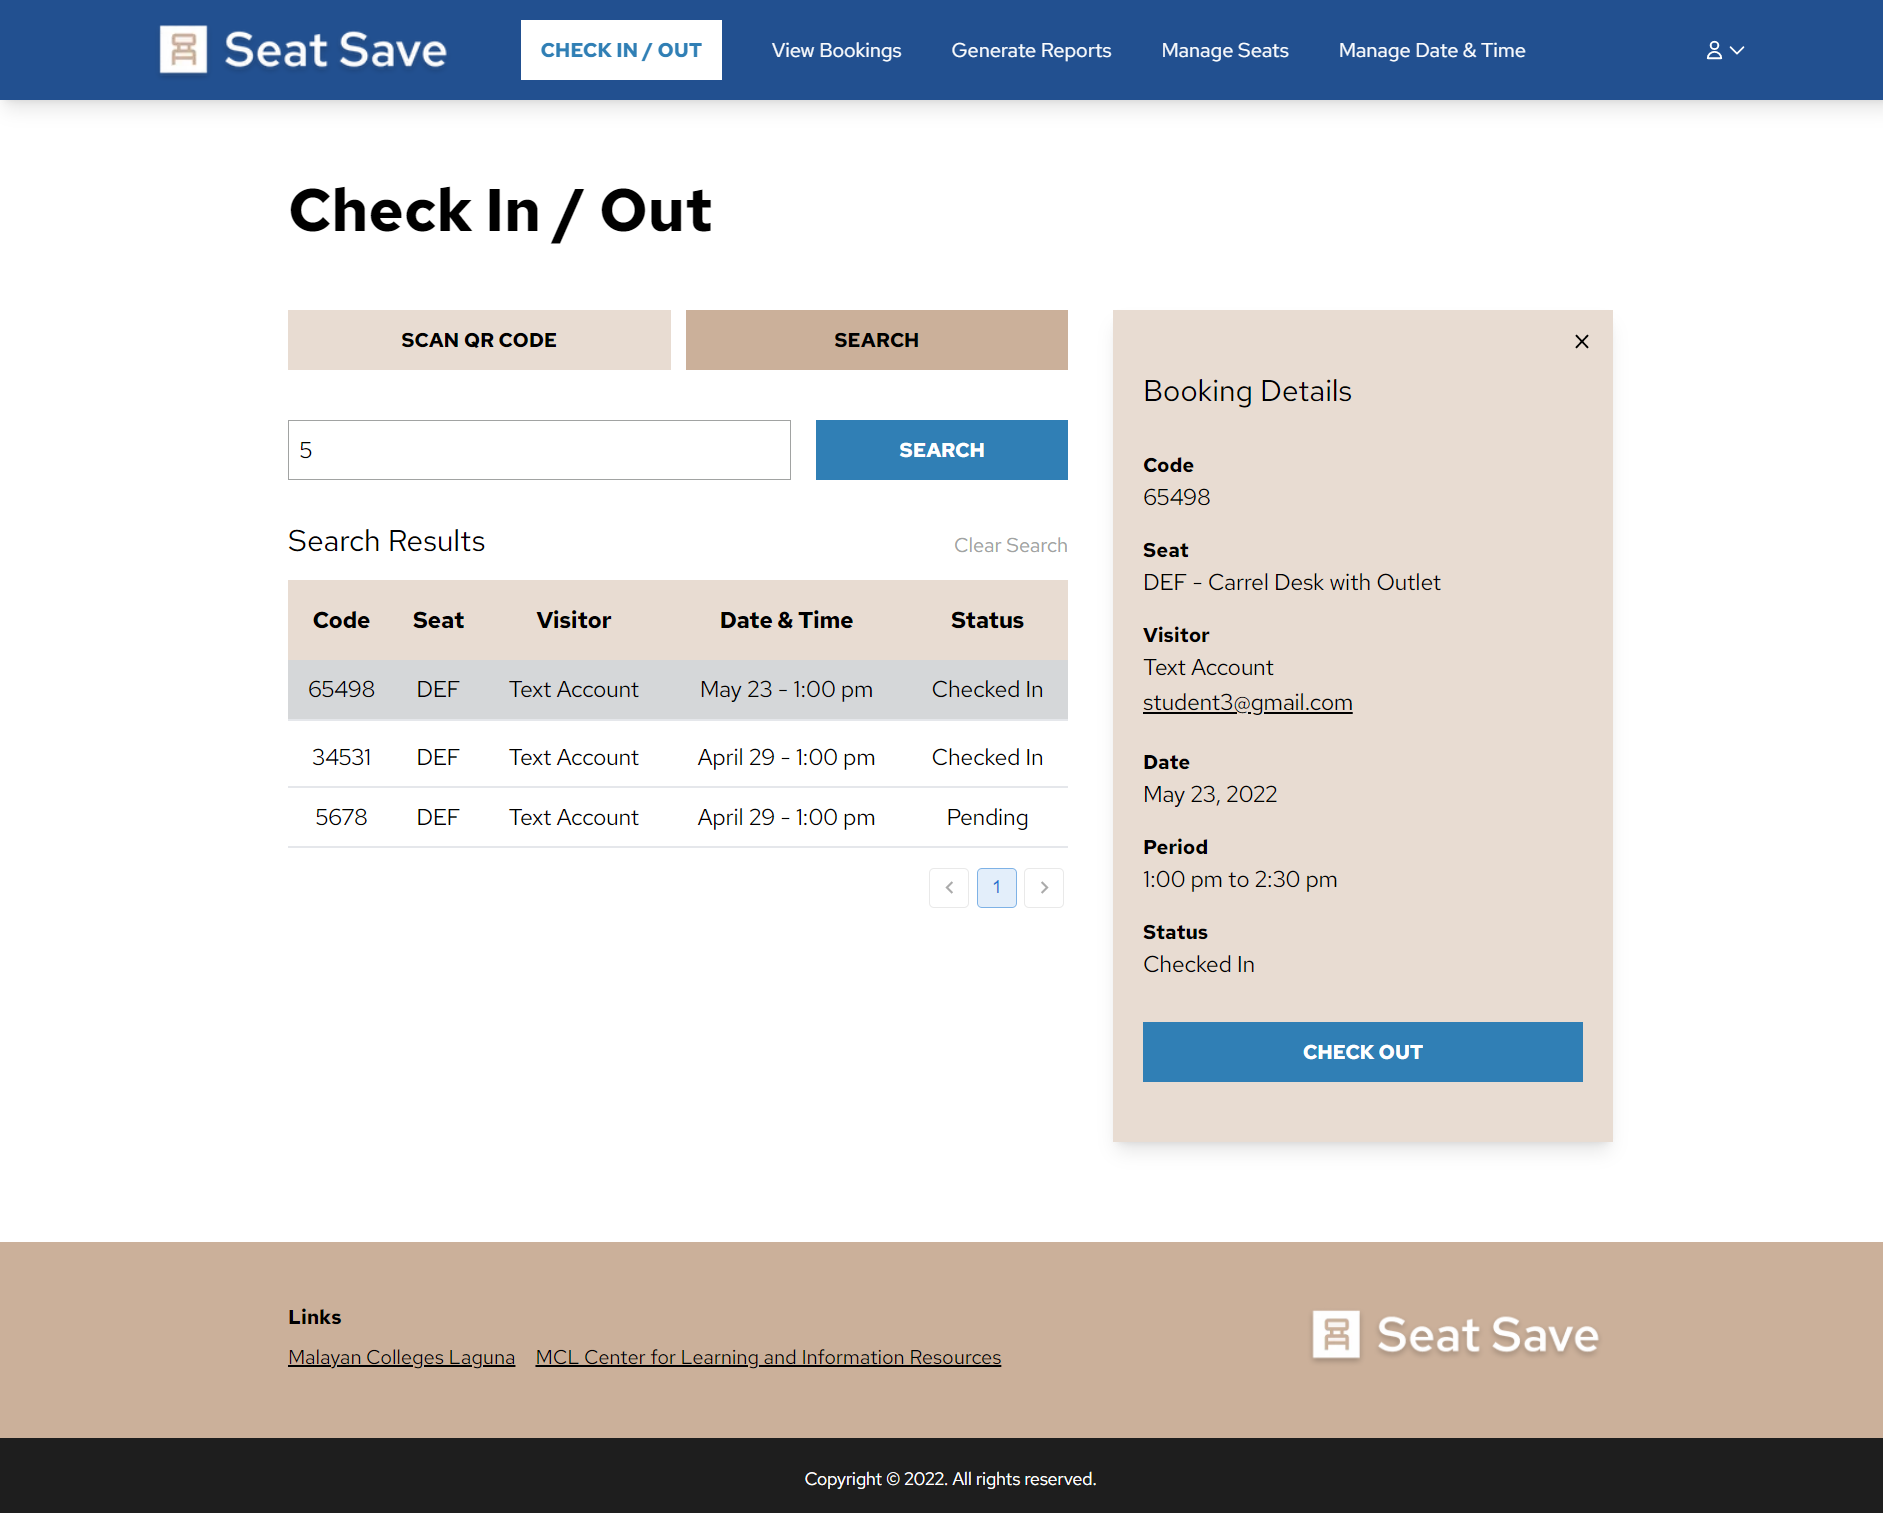 Seat Save
CHECK IN / OUT
View Bookings
Generate Reports
Manage Seats
Manage Date & Time
Check In / Out
SCAN QR CODE
SEARCH
5
SEARCH
Search Results
Clear Search
Code Seat Visitor Date & Time Status
65498 DEF Text Account May 23 - 1:00 pm Checked In
34531 DEF Text Account April 29 - 1:00 pm Checked In
5678 DEF Text Account April 29 - 1:00 pm Pending
1
Booking Details
Code
65498
Seat
DEF - Carrel Desk with Outlet
Visitor
Text Account
student3@gmail.com
Date
May 23, 2022
Period
1:00 pm to 2:30 pm
Status
Checked In
CHECK OUT
Links
Malayan Colleges Laguna
MCL Center for Learning and Information Resources
Seat Save
Copyright © 2022. All rights reserved.